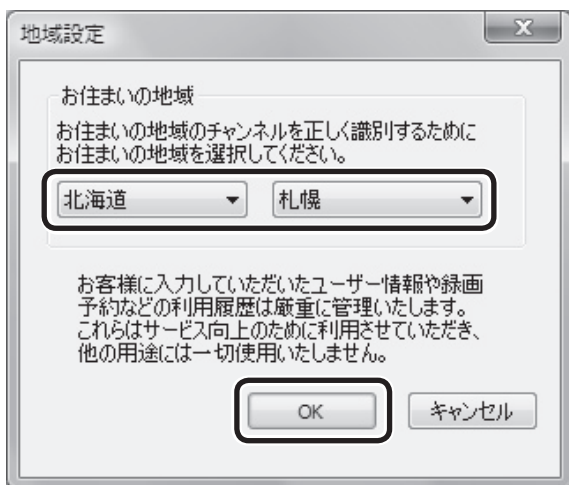 地域設定
お住まいの地域
お住まいの地域のチャンネルを正しく識別するために
お住まいの地域を選択してください。
北海道 札幌
お客様に入力していただいたユーザー情報や録画
予約などの利用履歴は厳重に管理いたします。
これらはサービス向上のために利用させていただき、
他の用途には一切使用いたしません。
OK キャンセル